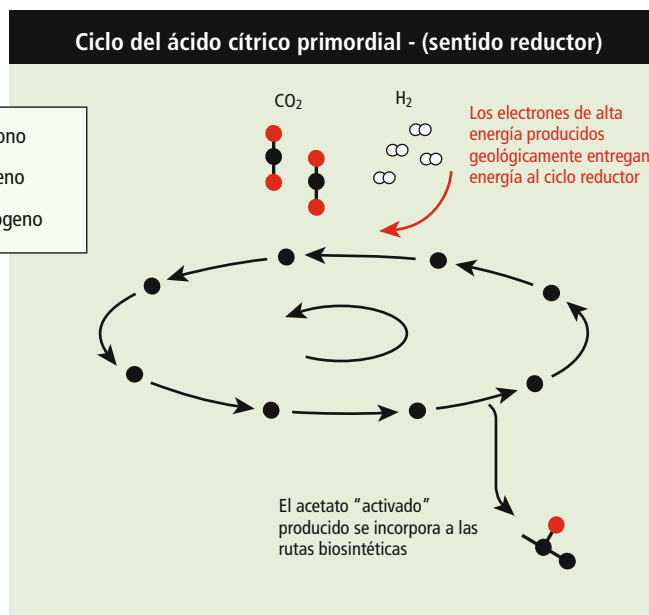 Ciclo del ácido cítrico primordial - (sentido reductor)
CO2
H2
Los electrones de alta
energía producidos
geológicamente entregan
energía al ciclo reductor
ono
eno
ógeno
El acetato “activado”
producido se incorpora a las
rutas biosintéticas